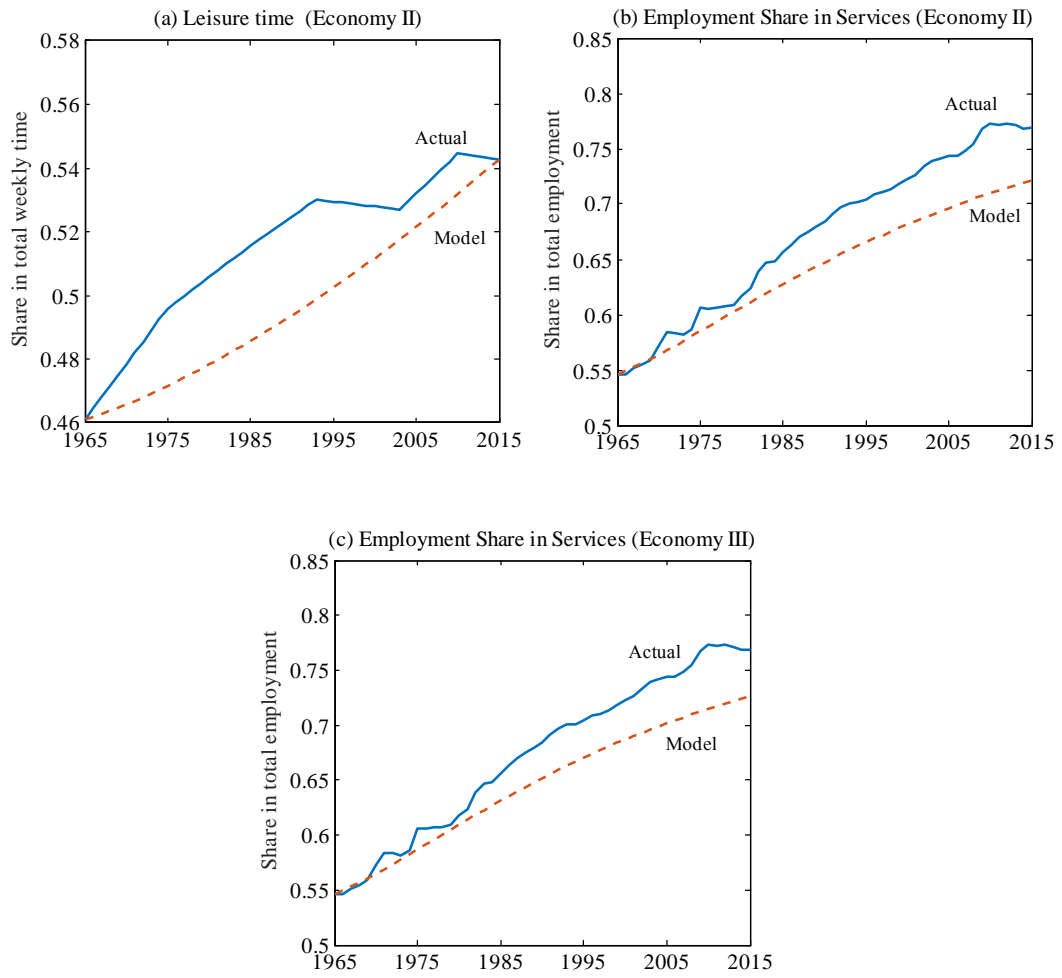 (a) Leisure time (Economy II)
Share in total weekly time
0.58
0.56
0.54
0.52
0.5
0.48
0.46
Actual
Model
1965 1975 1985 1995 2005 2015
(b) Employment Share in Services (Economy II)
Share in total employment
0.85
0.8
0.75
0.7
0.65
0.6
0.55
0.5
Actual
Model
1965 1975 1985 1995 2005 2015
(c) Employment Share in Services (Economy III)
Share in total employment
0.85
0.8
0.75
0.7
0.65
0.6
0.55
0.5
Actual
Model
1965 1975 1985 1995 2005 2015